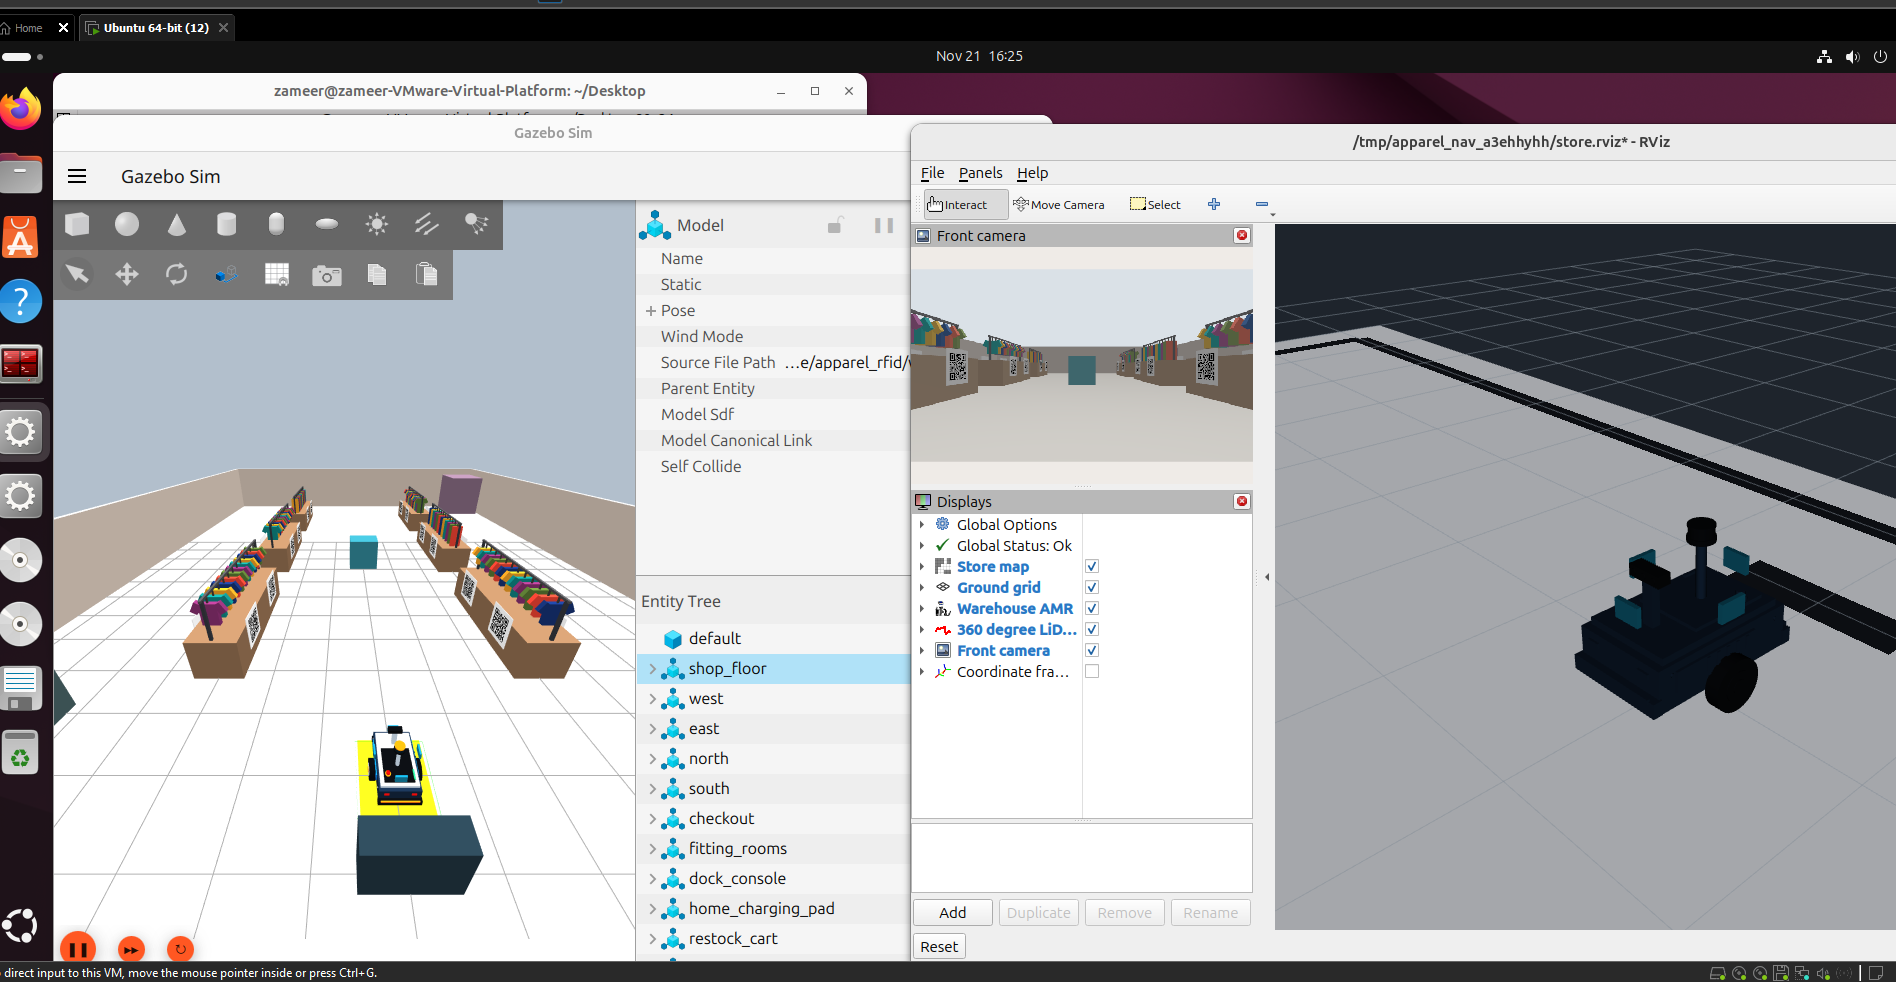 Home
Ubuntu 64-bit (12)
Nov 21 16:25
zameer@zameer-VMware-Virtual-Platform: ~/Desktop
Gazebo Sim
/tmp/apparel_nav_a3ehhyhh/store.rviz* - RViz
Gazebo Sim
File Panels Help
Interact Move Camera Select
Model
Front camera
Name
Static
Pose
Wind Mode
Source File Path ...e/apparel_rfid/
Parent Entity
Model Sdf
Model Canonical Link
Self Collide
Displays
Global Options
Global Status: Ok
Store map
Ground grid
Warehouse AMR
360 degree LiD...
Front camera
Coordinate fra...
Entity Tree
default
shop_floor
west
east
north
south
checkout
fitting_rooms
dock_console
home_charging_pad
restock_cart
Add Duplicate Remove Rename
Reset
direct input to this VM, move the mouse pointer inside or press Ctrl+G.